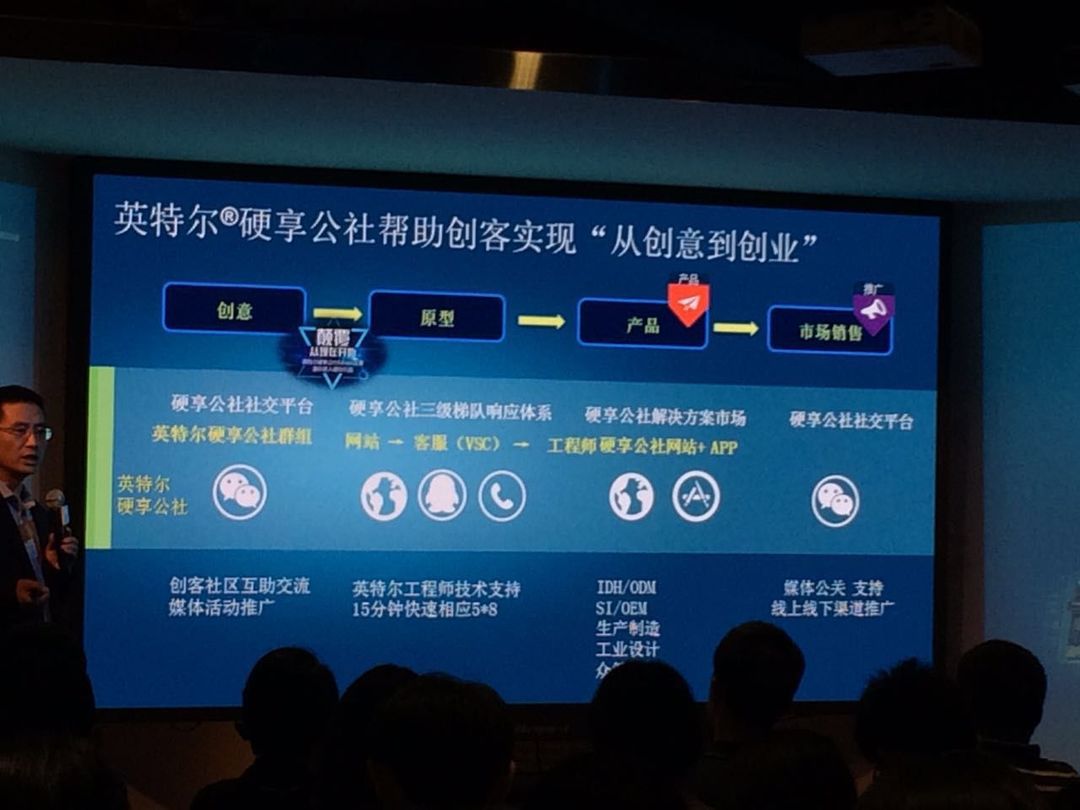 英特尔®硬享公社帮助创客实现“从创意到创业”
产品
推广
创意
原型
产品
市场销售
颠覆
从现在开始
硬享公社社交平台
硬享公社三级梯队响应体系
硬享公社解决方案市场
硬享公社社交平台
英特尔硬享公社群组
网站 → 客服（VSC） → 工程师
硬享公社网站+ APP
英特尔
硬享公社
创客社区互助交流
媒体活动推广
英特尔工程师技术支持
15分钟快速相应5*8
IDH/ODM
SI/OEM
生产制造
工业设计
媒体公关 支持
线上线下渠道推广